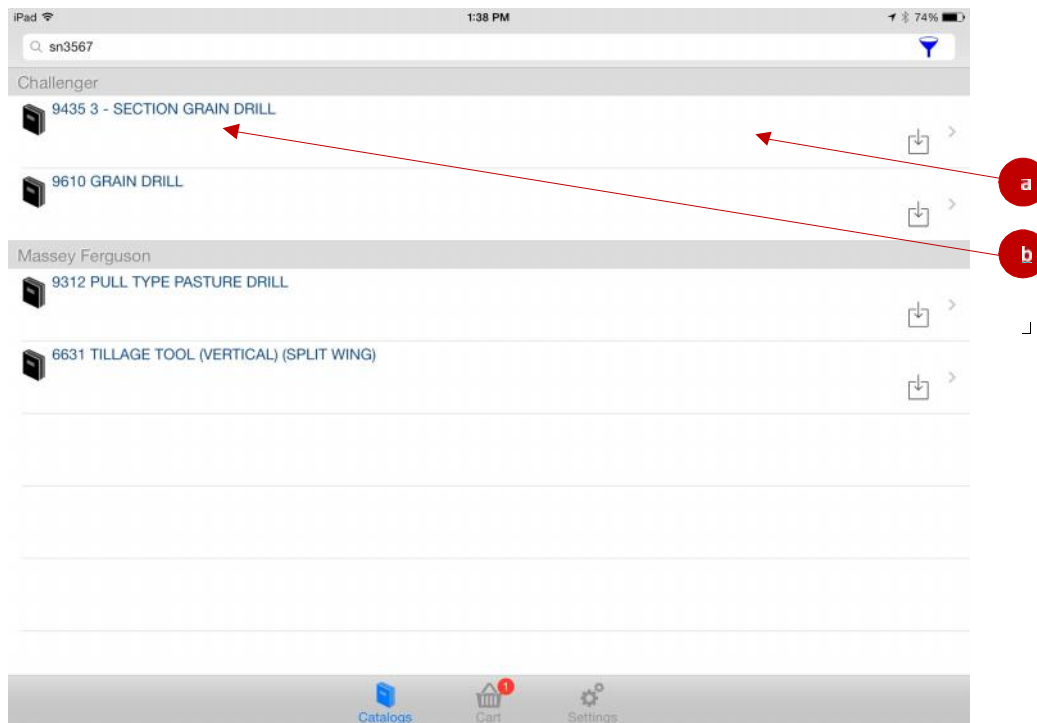 iPad 1:38 PM 74%
sn3567
Challenger
9435 3 - SECTION GRAIN DRILL
a
9610 GRAIN DRILL
b
Massey Ferguson
9312 PULL TYPE PASTURE DRILL
6631 TILLAGE TOOL (VERTICAL) (SPLIT WING)
1
Catalogs Cart Settings